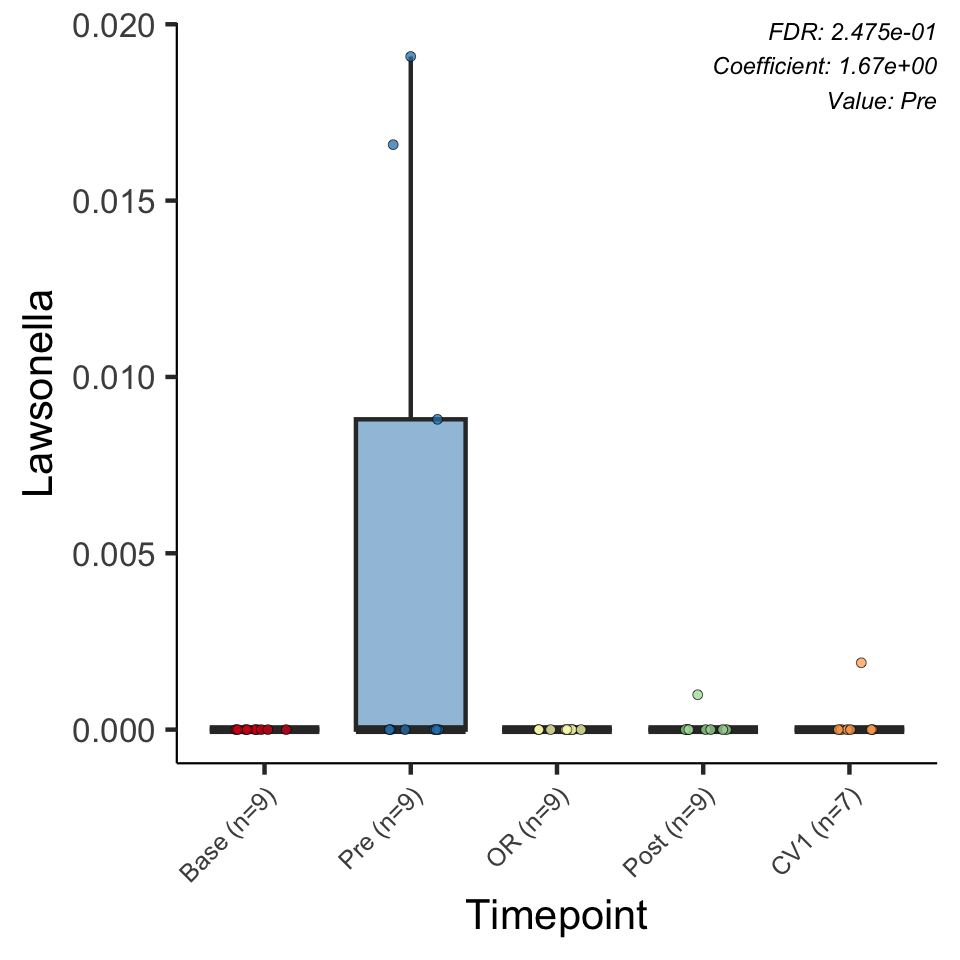 FDR: 2.475e-01
Coefficient: 1.67e+00
Value: Pre
Lawsonella
0.020
0.015
0.010
0.005
0.000
Base (n=9)
Pre (n=9)
OR (n=9)
Post (n=9)
CV1 (n=7)
Timepoint